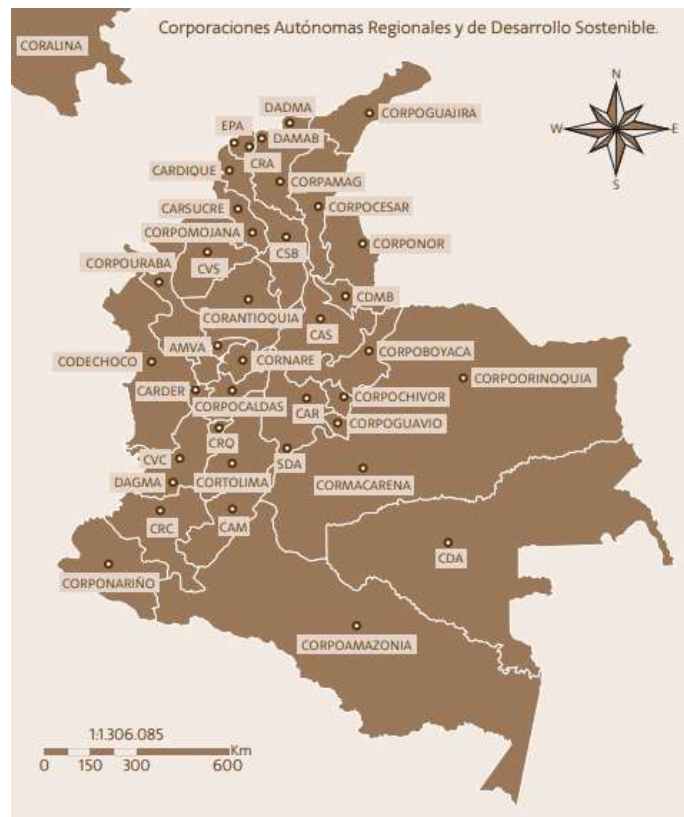 Corporaciones Autónomas Regionales y de Desarrollo Sostenible.
CORALINA
N
W
E
S
DADMA
CORPOGUAJIRA
EPA
DAMAB
CRA
CARDIQUE
CORPAMAG
CARSUCRE
CORPOCESAR
CORPOMOJANA
CSB
CORPONOR
CORPOURABA
CVS
CDMB
CORANTIOQUIA
CAS
AMVA
CORNARE
CORPOBOYACA
CODECHOCO
CORPOORINOQUIA
CARDER
CORPOCALDAS
CAR
CORPOCHIVOR
CORPOGUAVIO
CRQ
CVC
SDA
DAGMA
CORTOLIMA
CORMACARENA
CRC
CAM
CDA
CORPONARIÑO
CORPOAMAZONIA
1:1.306.085
Km
0 150 300 600